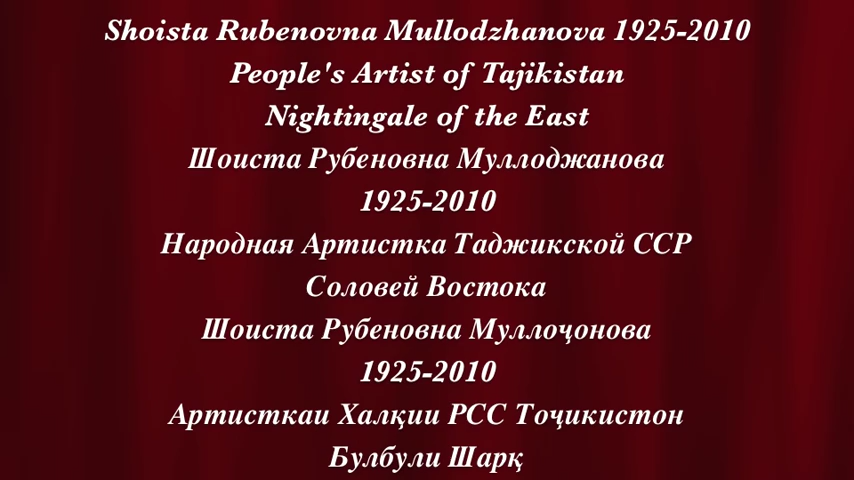 Shoista Rubenovna Mullodzhanova 1925-2010
People's Artist of Tajikistan
Nightingale of the East
Шоиста Рубеновна Муллоджанова
1925-2010
Народная Артистка Таджикской ССР
Соловей Востока
Шоиста Рубеновна Муллоҷонова
1925-2010
Артисткаи Халқии РСС Тоҷикистон
Булбули Шарқ